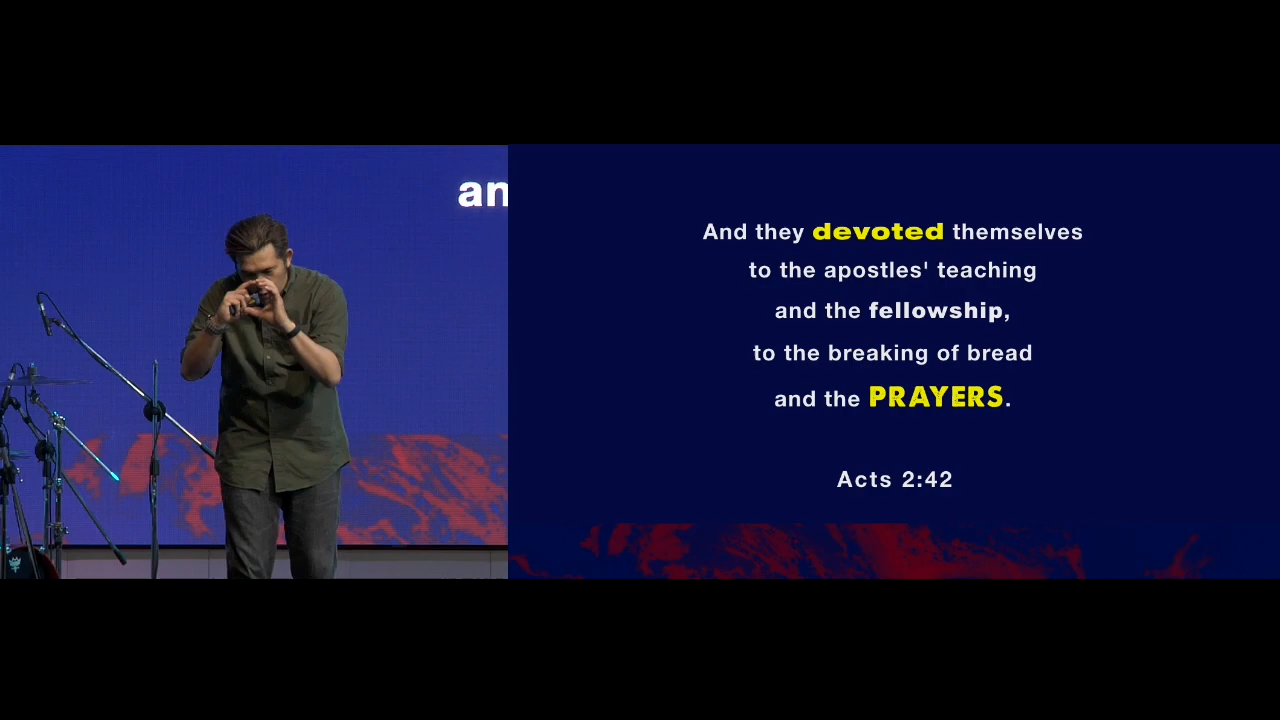 an
And they devoted themselves
to the apostles' teaching
and the fellowship,
to the breaking of bread
and the PRAYERS.
Acts 2:42